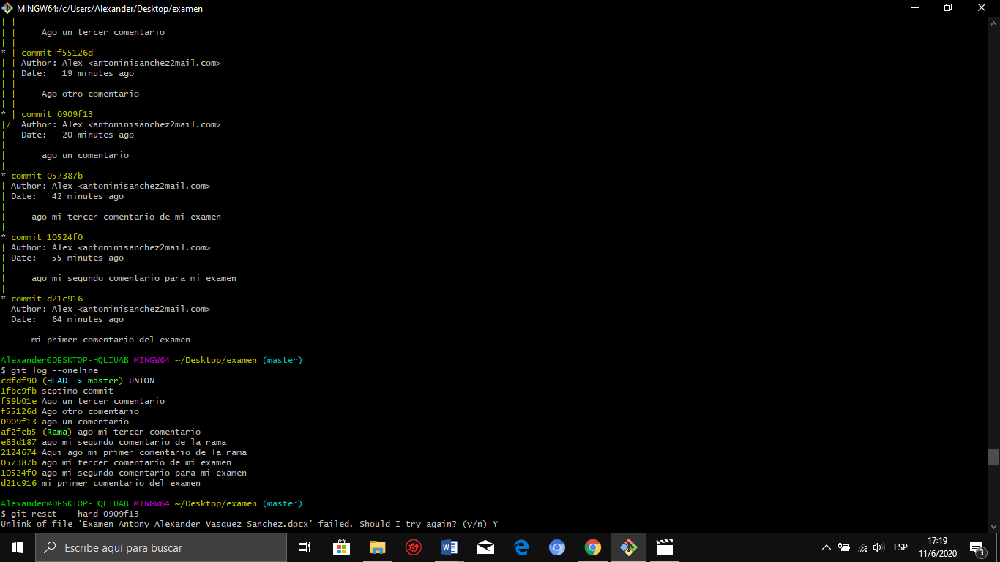 MINGW64:/c/Users/Alexander/Desktop/examen
| |
| |     Ago un tercer comentario
| |
* | commit f55126d
| | Author: Alex <antoninisanchez2mail.com>
| | Date:   19 minutes ago
| |
| |     Ago otro comentario
| |
* | commit 0909f13
|/  Author: Alex <antoninisanchez2mail.com>
|   Date:   20 minutes ago
|
|       ago un comentario
|
* commit 057387b
| Author: Alex <antoninisanchez2mail.com>
| Date:   42 minutes ago
|
|     ago mi tercer comentario de mi examen
|
* commit 10524f0
| Author: Alex <antoninisanchez2mail.com>
| Date:   55 minutes ago
|
|     ago mi segundo comentario para mi examen
|
* commit d21c916
  Author: Alex <antoninisanchez2mail.com>
  Date:   64 minutes ago

      mi primer comentario del examen

Alexander@DESKTOP-HQLIUAB MINGW64 ~/Desktop/examen (master)
$ git log --oneline
cdfdf90 (HEAD -> master) UNION
1fbc9fb septimo commit
f59b01e Ago un tercer comentario
f55126d Ago otro comentario
0909f13 ago un comentario
af2feb5 (Rama) ago mi tercer comentario
e83d187 ago mi segundo comentario de la rama
2124674 Aqui ago mi primer comentario de la rama
057387b ago mi tercer comentario de mi examen
10524f0 ago mi segundo comentario para mi examen
d21c916 mi primer comentario del examen

Alexander@DESKTOP-HQLIUAB MINGW64 ~/Desktop/examen (master)
$ git reset  --hard 0909f13
Unlink of file 'Examen Antony Alexander Vasquez Sanchez.docx' failed. Should I try again? (y/n) Y
Escribe aquí para buscar
ESP
17:19
11/6/2020
3